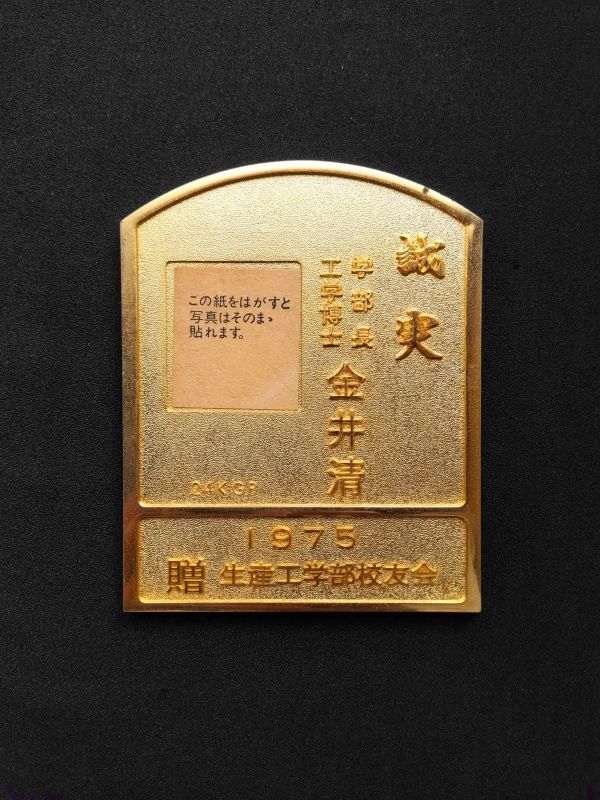 誠実
学部長
工学博士
金井清
この紙をはがすと
写真はそのまゝ
貼れます。
24K・GP
1975
贈 生産工学部校友会